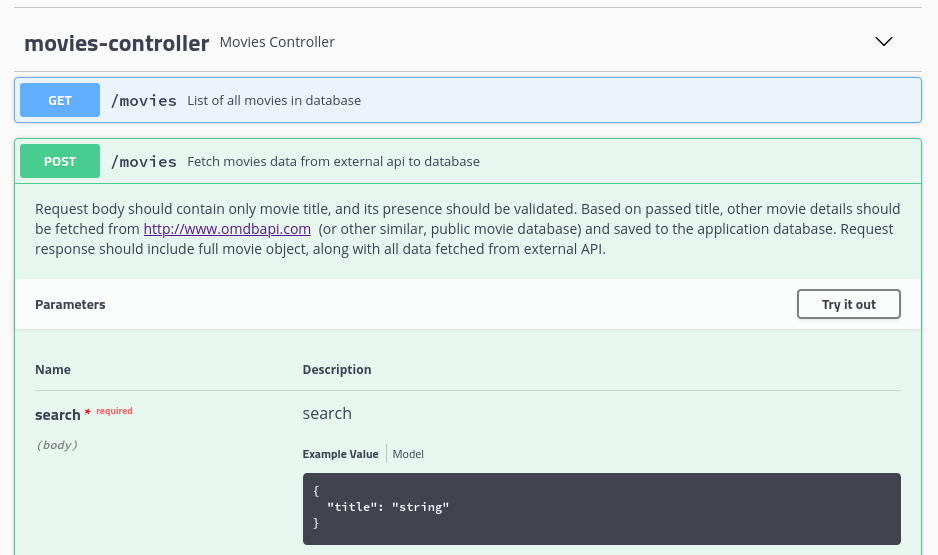 movies-controller Movies Controller
GET /movies List of all movies in database
POST /movies Fetch movies data from external api to database
Request body should contain only movie title, and its presence should be validated. Based on passed title, other movie details should
be fetched from http://www.omdbapi.com (or other similar, public movie database) and saved to the application database. Request
response should include full movie object, along with all data fetched from external API.
Parameters Try it out
Name Description
search * required search
(body)
Example Value Model
{
"title": "string"
}